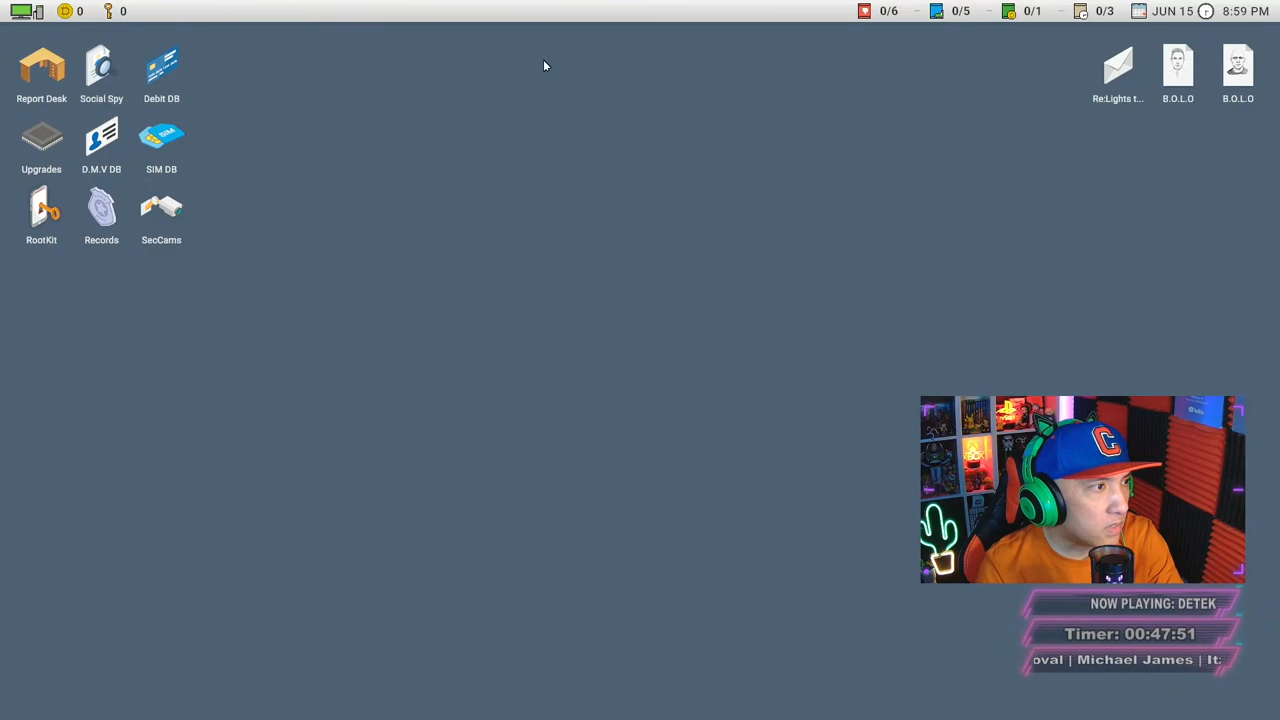 0 0 0/6 0/5 0/1 0/3 JUN 15 8:59 PM
Report Desk Social Spy Debit DB
Re:Lights t... B.O.L.O B.O.L.O
Upgrades D.M.V DB SIM DB
SIM
RootKit Records SecCams
XBOX
C
NOW PLAYING: DETEK
Timer: 00:47:51
oval | Michael James | It: